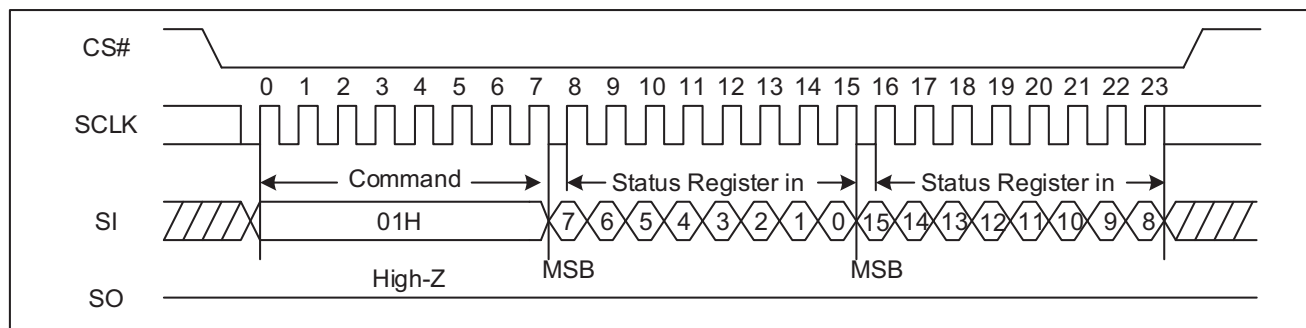 CS#
0 1 2 3 4 5 6 7 8 9 10 11 12 13 14 15 16 17 18 19 20 21 22 23
SCLK
Command Status Register in Status Register in
SI 01H 7 6 5 4 3 2 1 0 15 14 13 12 11 10 9 8
High-Z MSB MSB
SO